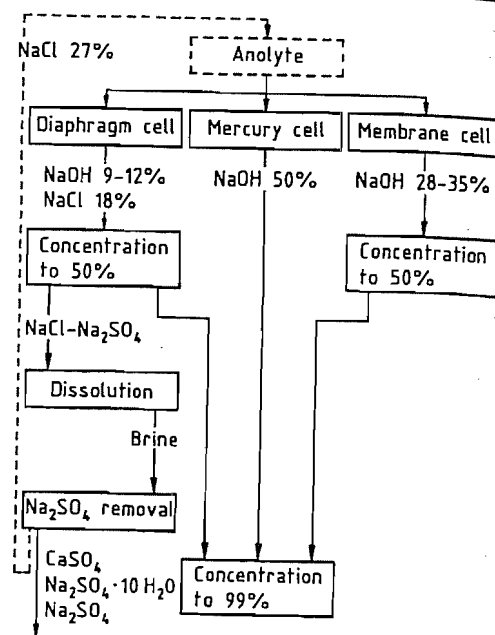 NaCl 27%
Anolyte
Diaphragm cell
Mercury cell
Membrane cell
NaOH 9–12%
NaCl 18%
NaOH 50%
NaOH 28–35%
Concentration
to 50%
Concentration
to 50%
NaCl–Na₂SO₄
Dissolution
Brine
Na₂SO₄ removal
CaSO₄
Na₂SO₄·10 H₂O
Na₂SO₄
Concentration
to 99%